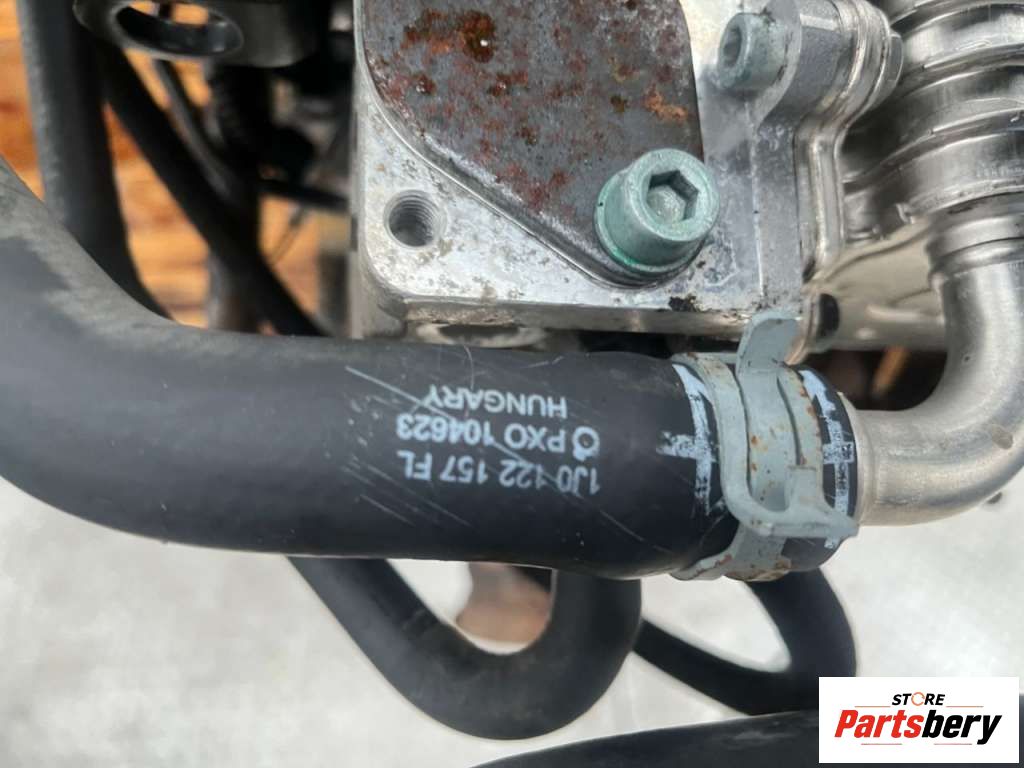 1J0 122 157 FL
PXO 104623
HUNGARY
STORE
Partsbery